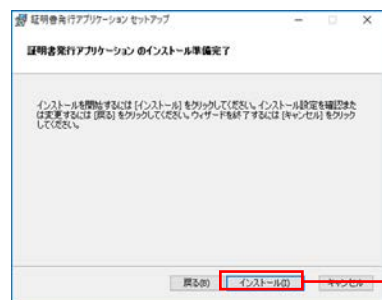 証明書発行アプリケーション セットアップ
証明書発行アプリケーション のインストール準備完了
インストールを開始するには [インストール] をクリックしてください。インストール設定を確認また
は変更するには [戻る] をクリックしてください。ウィザードを終了するには [キャンセル] をクリック
してください。
戻る(B) インストール(I) キャンセル